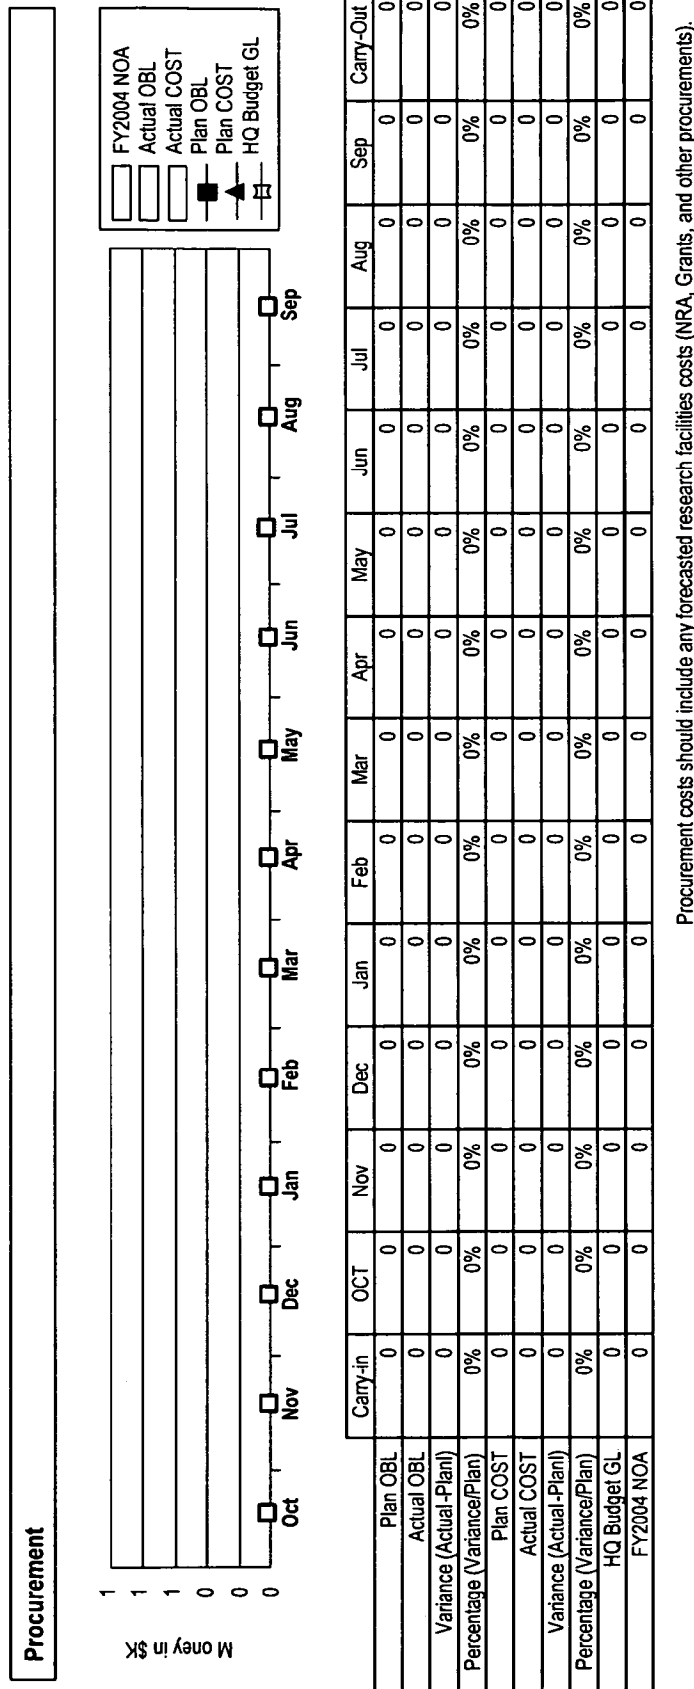 Procurement
Money in $K
1
1
1
0
0
0
Oct Nov Dec Jan Feb Mar Apr May Jun Jul Aug Sep
FY2004 NOA
Actual OBL
Actual COST
Plan OBL
Plan COST
HQ Budget GL
Carry-in OCT Nov Dec Jan Feb Mar Apr May Jun Jul Aug Sep Carry-Out
Plan OBL 0 0 0 0 0 0 0 0 0 0 0 0 0 0
Actual OBL 0 0 0 0 0 0 0 0 0 0 0 0 0 0
Variance (Actual-Planl) 0 0 0 0 0 0 0 0 0 0 0 0 0 0
Percentage (Variance/Plan) 0% 0% 0% 0% 0% 0% 0% 0% 0% 0% 0% 0% 0% 0%
Plan COST 0 0 0 0 0 0 0 0 0 0 0 0 0 0
Actual COST 0 0 0 0 0 0 0 0 0 0 0 0 0 0
Variance (Actual-Planl) 0 0 0 0 0 0 0 0 0 0 0 0 0 0
Percentage (Variance/Plan) 0% 0% 0% 0% 0% 0% 0% 0% 0% 0% 0% 0% 0% 0%
HQ Budget GL 0 0 0 0 0 0 0 0 0 0 0 0 0 0
FY2004 NOA 0 0 0 0 0 0 0 0 0 0 0 0 0 0
Procurement costs should include any forecasted research facilities costs (NRA, Grants, and other procurements).